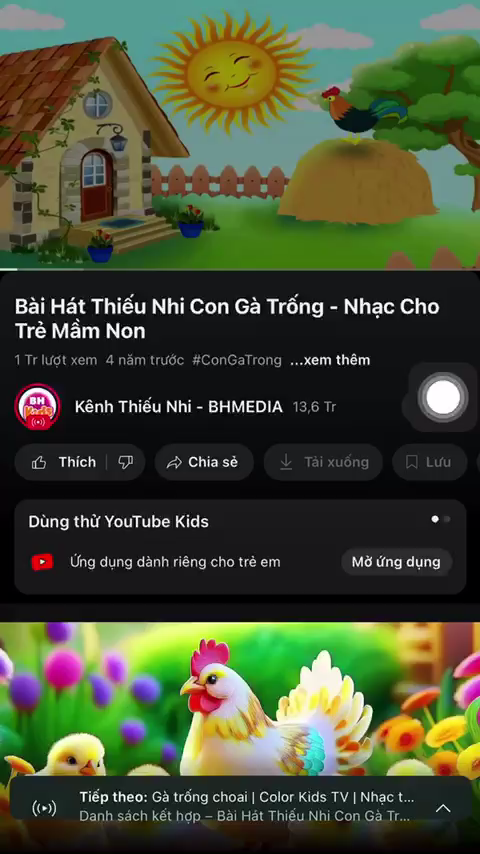 Bài Hát Thiếu Nhi Con Gà Trống - Nhạc Cho
Trẻ Mầm Non
1 Tr lượt xem 4 năm trước #ConGaTrong ...xem thêm
BH
Kids
Kênh Thiếu Nhi - BHMEDIA 13,6 Tr
Thích Chia sẻ Tải xuống Lưu
Dùng thử YouTube Kids
Ứng dụng dành riêng cho trẻ em Mở ứng dụng
Tiếp theo: Gà trống choai | Color Kids TV | Nhạc t...
Danh sách kết hợp – Bài Hát Thiếu Nhi Con Gà Tr...